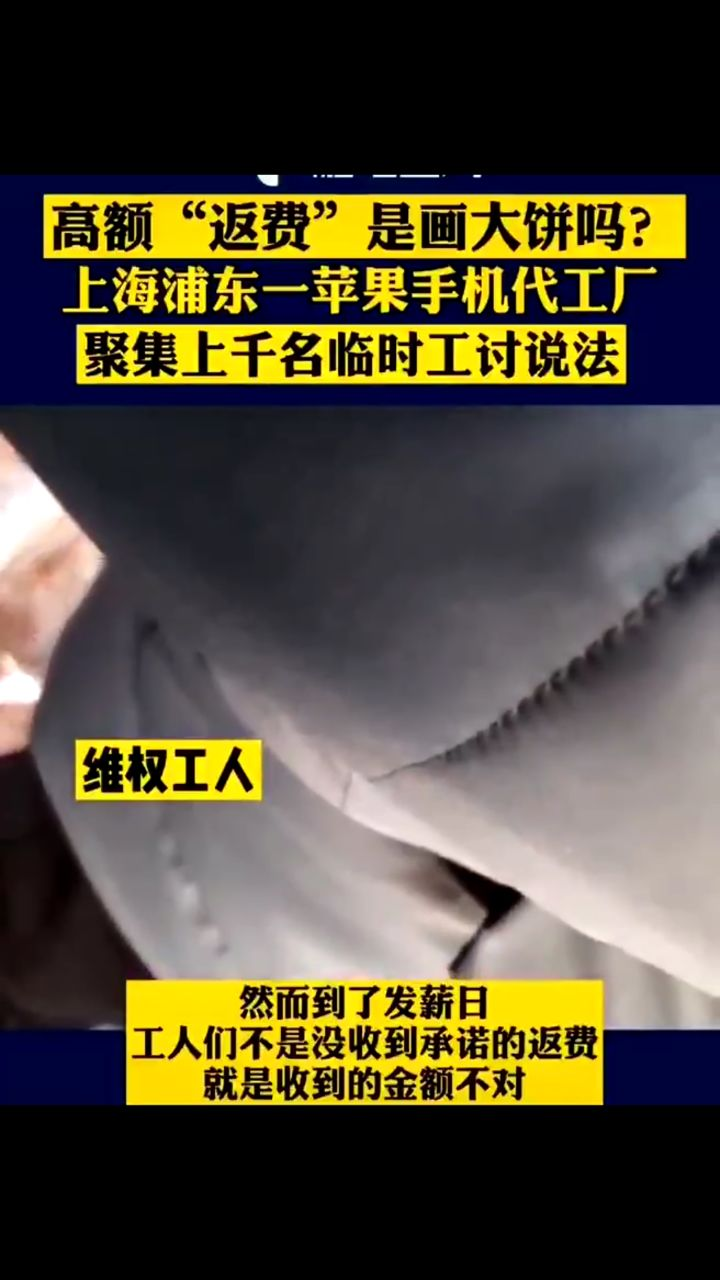 高额“返费”是画大饼吗？
上海浦东一苹果手机代工厂
聚集上千名临时工讨说法
维权工人
然而到了发薪日
工人们不是没收到承诺的返费
就是收到的金额不对